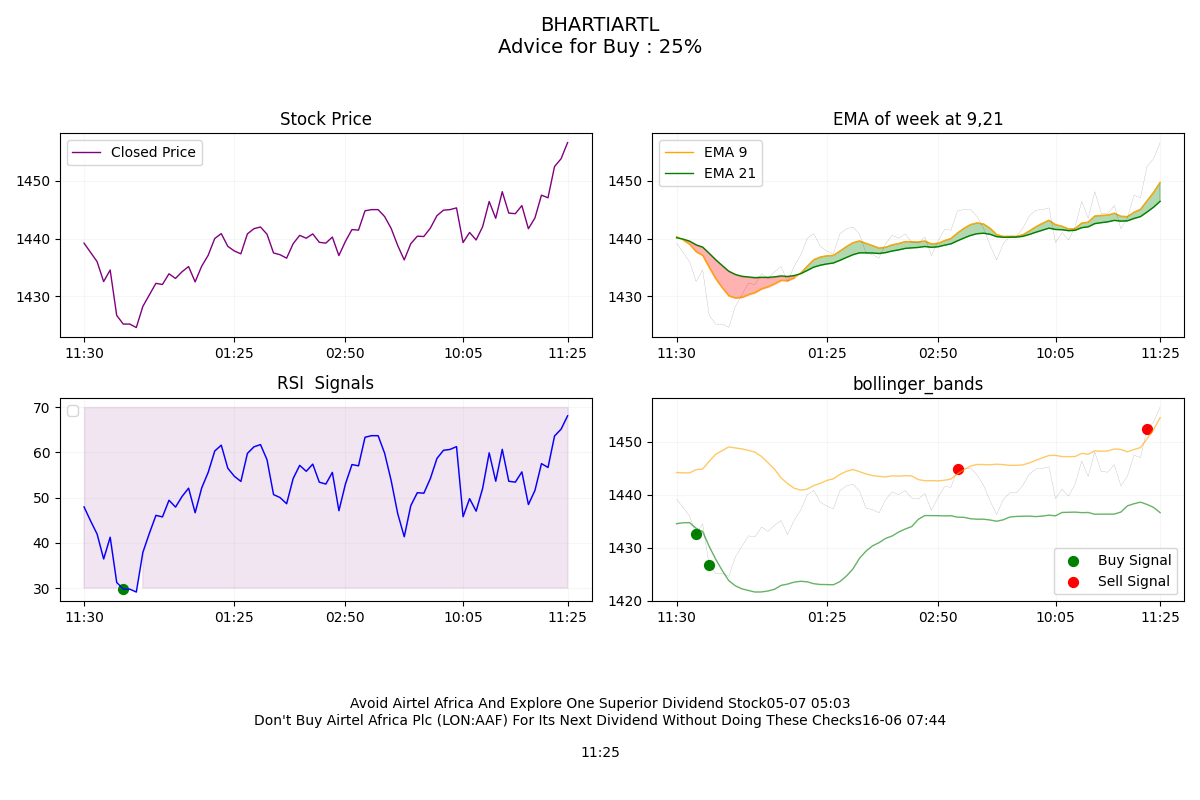 BHARTIARTL
Advice for Buy : 25%
Stock Price
Closed Price
1450
1440
1430
11:30 01:25 02:50 10:05 11:25
EMA of week at 9,21
EMA 9
EMA 21
1450
1440
1430
11:30 01:25 02:50 10:05 11:25
RSI  Signals
70
60
50
40
30
11:30 01:25 02:50 10:05 11:25
bollinger_bands
1450
1440
1430
1420
Buy Signal
Sell Signal
11:30 01:25 02:50 10:05 11:25
Avoid Airtel Africa And Explore One Superior Dividend Stock05-07 05:03
Don't Buy Airtel Africa Plc (LON:AAF) For Its Next Dividend Without Doing These Checks16-06 07:44
11:25